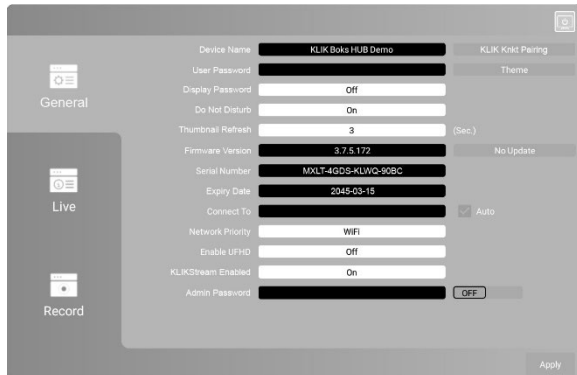 Device Name KLIK Boks HUB Demo KLIK Knkt Pairing
User Password Theme
Display Password Off
Do Not Disturb On
Thumbnail Refresh 3 (Sec.)
Firmware Version 3.7.5.172 No Update
Serial Number MXLT-4GDS-KLWQ-90BC
Expiry Date 2045-03-15
Connect To Auto
Network Priority WiFi
Enable UFHD Off
KLIKStream Enabled On
Admin Password OFF
General
Live
Record
Apply